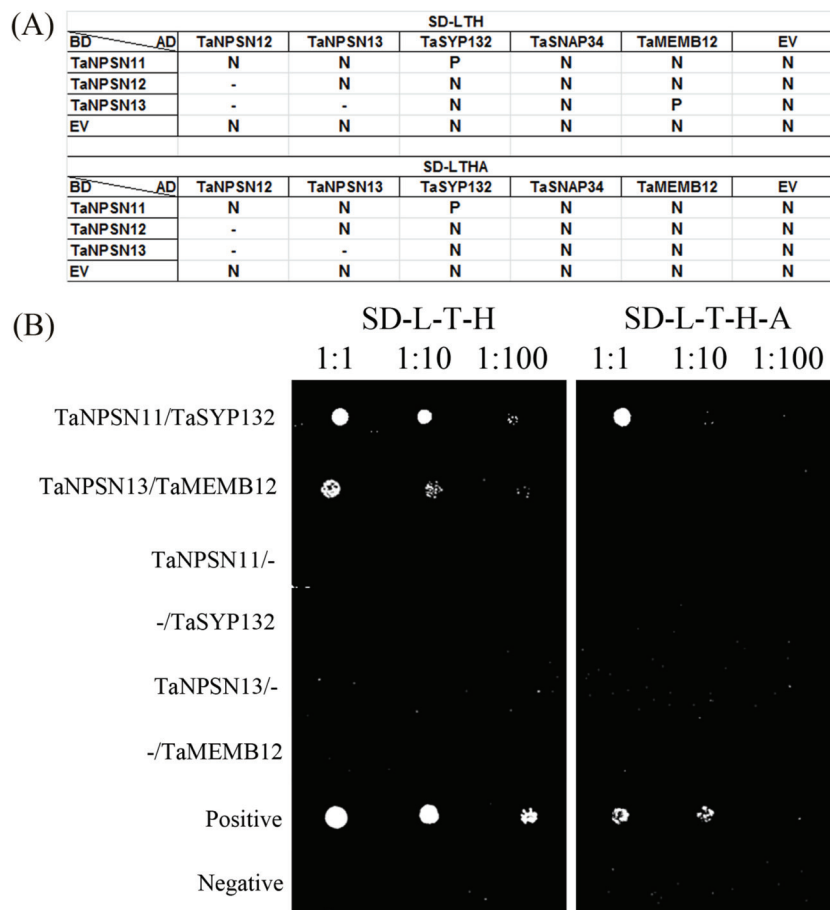 (A)
SD-LTH
BD AD TaNPSN12 TaNPSN13 TaSYP132 TaSNAP34 TaMEMB12 EV
TaNPSN11 N N P N N N
TaNPSN12 - N N N N N
TaNPSN13 - - N N P N
EV N N N N N N
SD-LTHA
BD AD TaNPSN12 TaNPSN13 TaSYP132 TaSNAP34 TaMEMB12 EV
TaNPSN11 N N P N N N
TaNPSN12 - N N N N N
TaNPSN13 - - N N N N
EV N N N N N N
(B)
SD-L-T-H SD-L-T-H-A
1:1 1:10 1:100 1:1 1:10 1:100
TaNPSN11/TaSYP132
TaNPSN13/TaMEMB12
TaNPSN11/-
-/TaSYP132
TaNPSN13/-
-/TaMEMB12
Positive
Negative